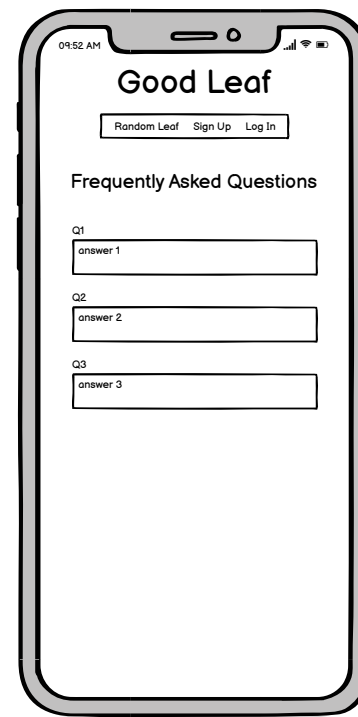 09:52 AM
Good Leaf
Random Leaf Sign Up Log In
Frequently Asked Questions
Q1
answer 1
Q2
answer 2
Q3
answer 3